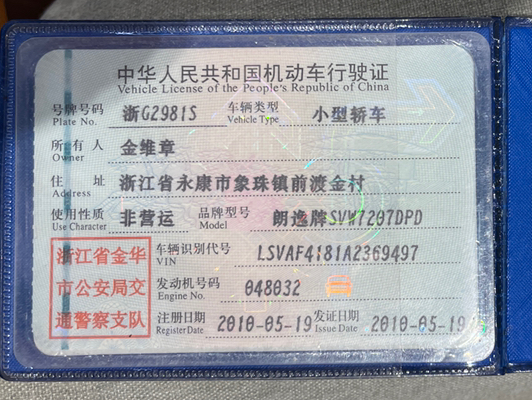 中华人民共和国机动车行驶证
Vehicle License of the People's Republic of China
号牌号码 浙G2981S 车辆类型 小型轿车
Plate No. Vehicle Type
所有人 金维章
Owner
住址 浙江省永康市象珠镇前渡金村
Address
使用性质 非营运 品牌型号 朗逸牌SVW7207DPD
Use Character Model
浙江省金华
市公安局交
通警察支队
车辆识别代号 LSVAF4181A2369497
VIN
发动机号码 048032
Engine No.
注册日期 2010-05-19 发证日期 2010-05-19
Register Date Issue Date